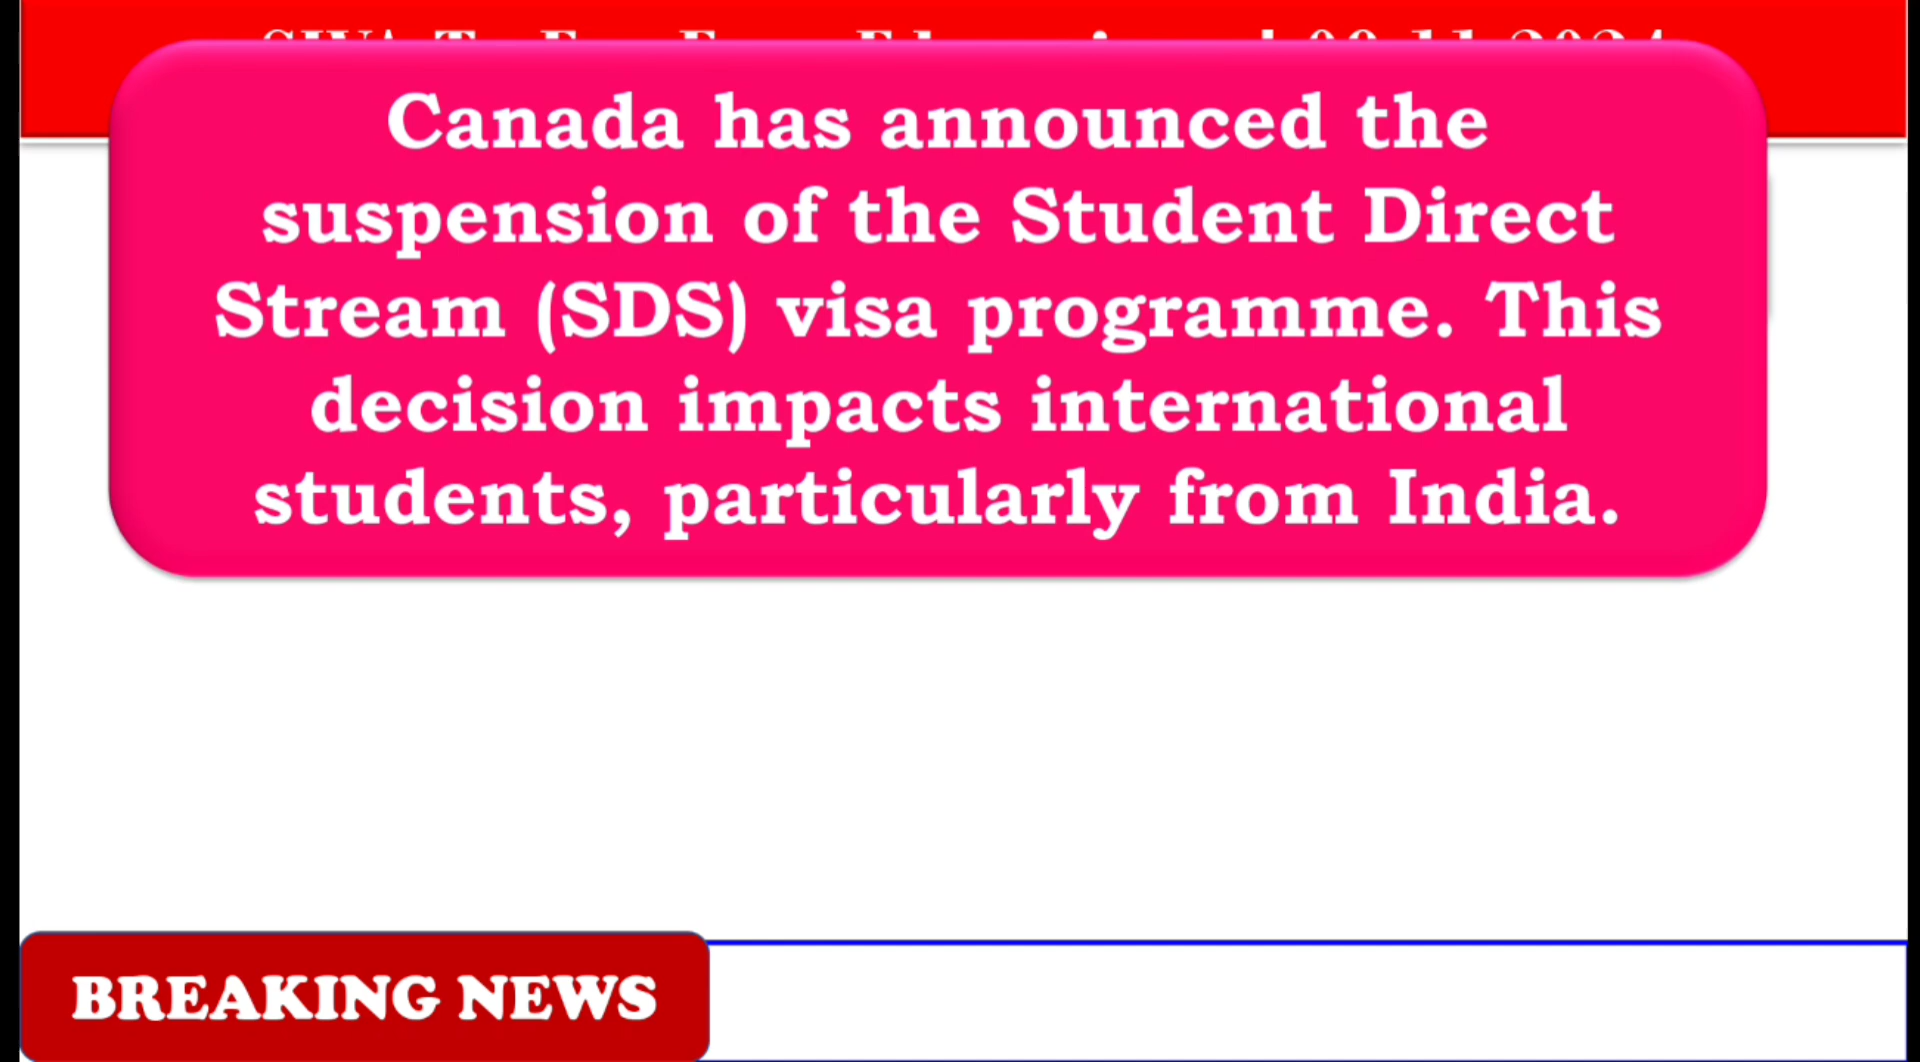 Canada has announced the
suspension of the Student Direct
Stream (SDS) visa programme. This
decision impacts international
students, particularly from India.
BREAKING NEWS